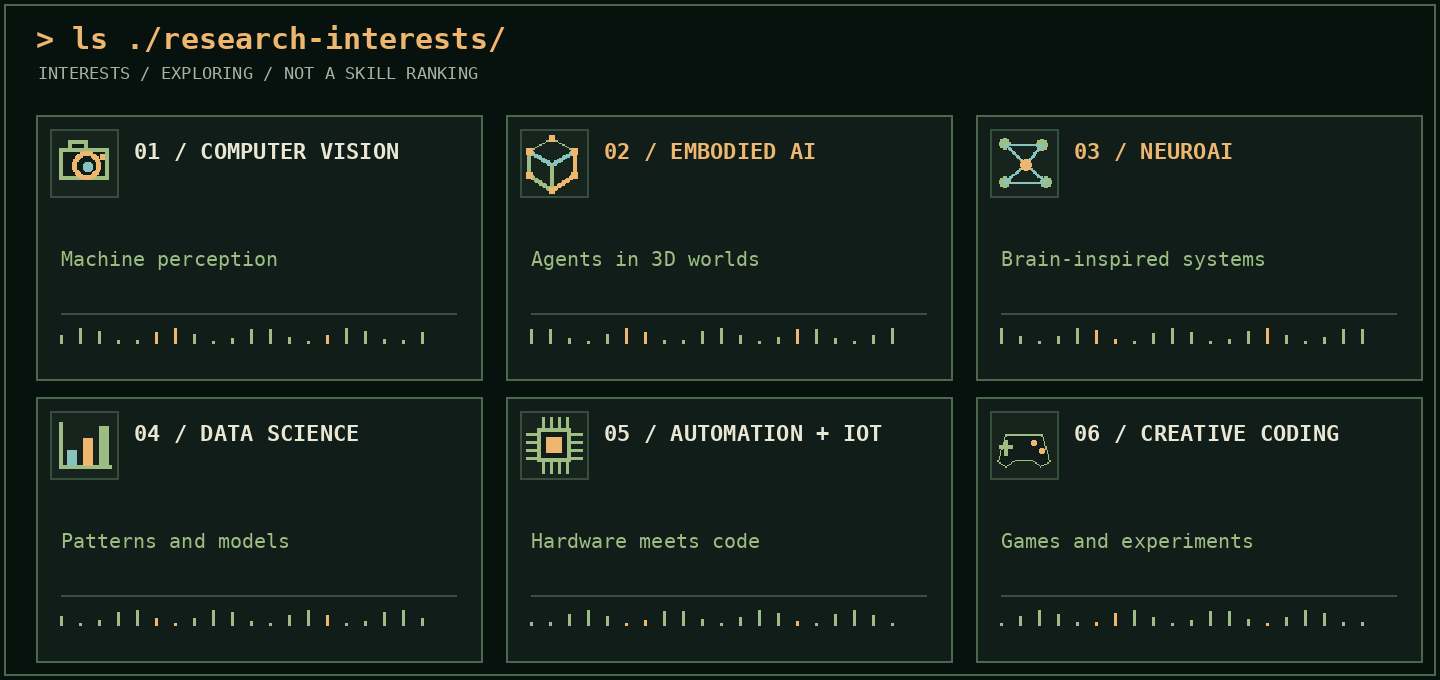 > ls ./research-interests/
INTERESTS / EXPLORING / NOT A SKILL RANKING
01 / COMPUTER VISION
Machine perception
02 / EMBODIED AI
Agents in 3D worlds
03 / NEUROAI
Brain-inspired systems
04 / DATA SCIENCE
Patterns and models
05 / AUTOMATION + IOT
Hardware meets code
06 / CREATIVE CODING
Games and experiments